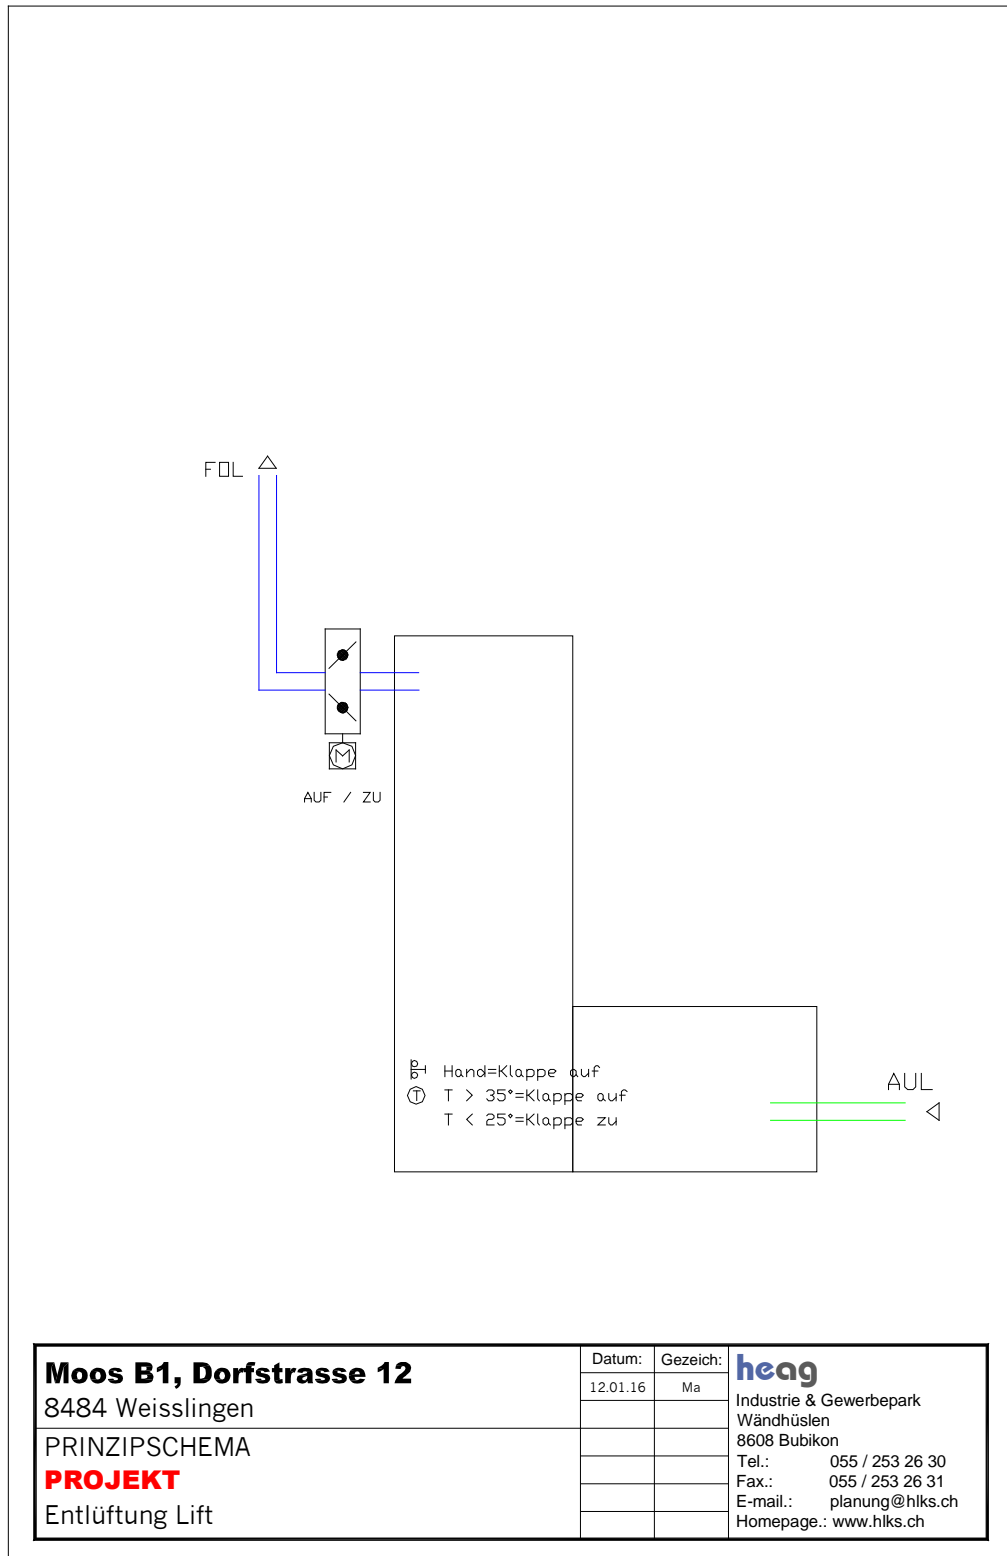 F▯L
M
AUF / ZU
Hand=Klappe auf
T
T > 35°=Klappe auf
T < 25°=Klappe zu
AUL
Moos B1, Dorfstrasse 12
8484 Weisslingen
PRINZIPSCHEMA
PROJEKT
Entlüftung Lift
Datum: Gezeich:
12.01.16 Ma
heag
Industrie & Gewerbepark
Wändhüslen
8608 Bubikon
Tel.: 055 / 253 26 30
Fax.: 055 / 253 26 31
E-mail.: planung@hlks.ch
Homepage.: www.hlks.ch